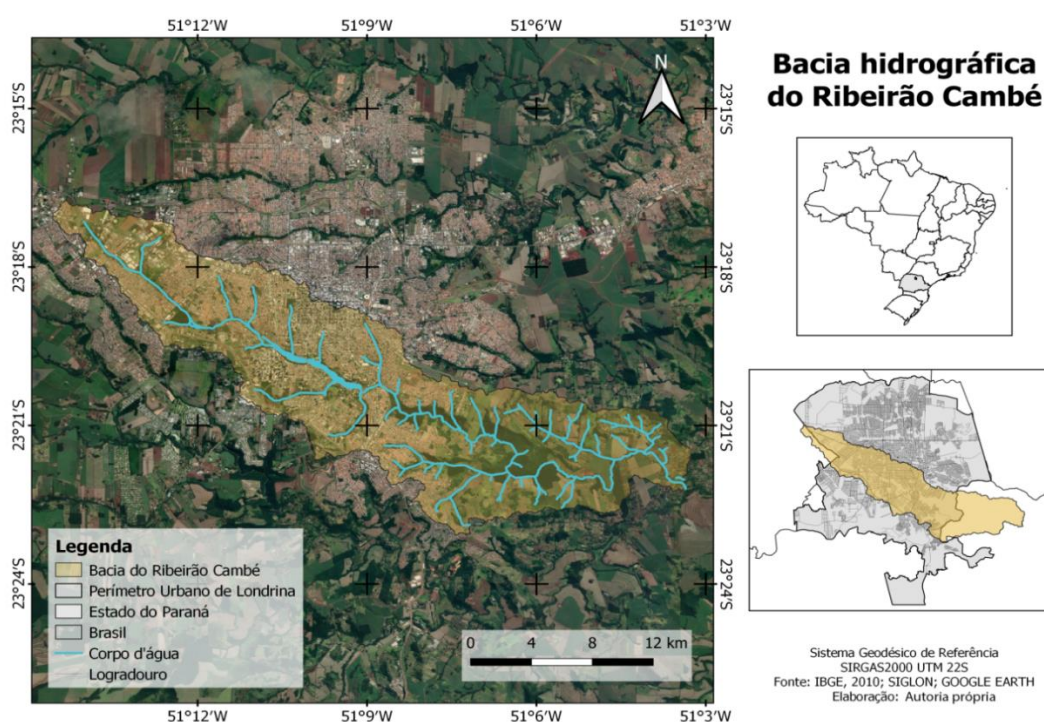 51°12′W 51°9′W 51°6′W 51°3′W
N
23°15′S 23°15′S
23°18′S 23°18′S
23°21′S 23°21′S
23°24′S 23°24′S
Legenda
Bacia do Ribeirão Cambé
Perímetro Urbano de Londrina
Estado do Paraná
Brasil
Corpo d'água
Logradouro
0 4 8 12 km
51°12′W 51°9′W 51°6′W 51°3′W
Bacia hidrográfica
do Ribeirão Cambé
Sistema Geodésico de Referência
SIRGAS2000 UTM 22S
Fonte: IBGE, 2010; SIGLON; GOOGLE EARTH
Elaboração: Autoria própria